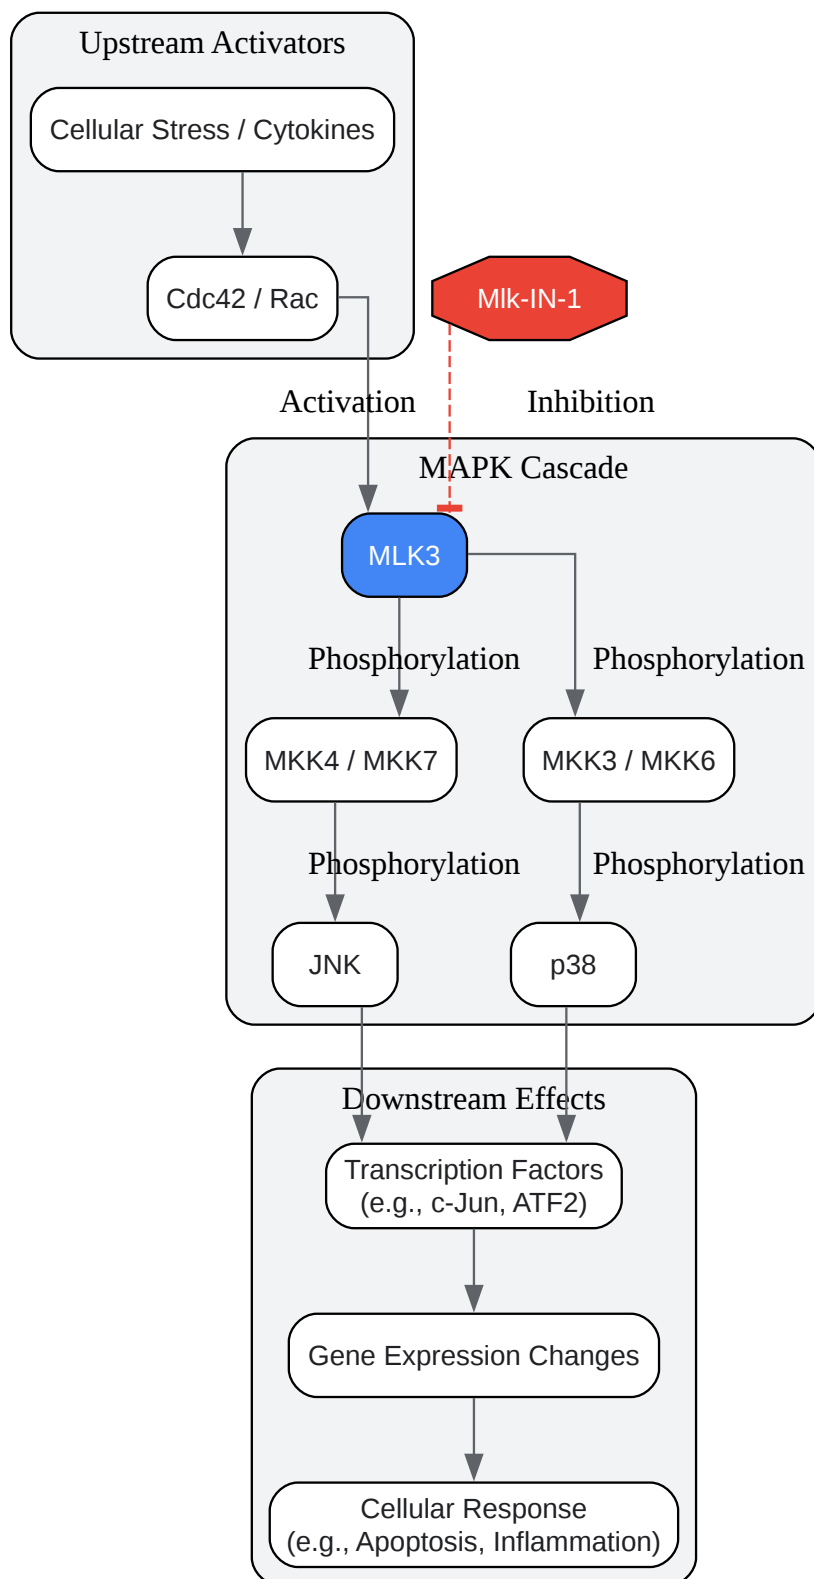 Upstream Activators
Cellular Stress / Cytokines
Cdc42 / Rac
Mlk-IN-1
Activation
Inhibition
MAPK Cascade
MLK3
Phosphorylation
Phosphorylation
MKK4 / MKK7
MKK3 / MKK6
Phosphorylation
Phosphorylation
JNK
p38
Downstream Effects
Transcription Factors
(e.g., c-Jun, ATF2)
Gene Expression Changes
Cellular Response
(e.g., Apoptosis, Inflammation)